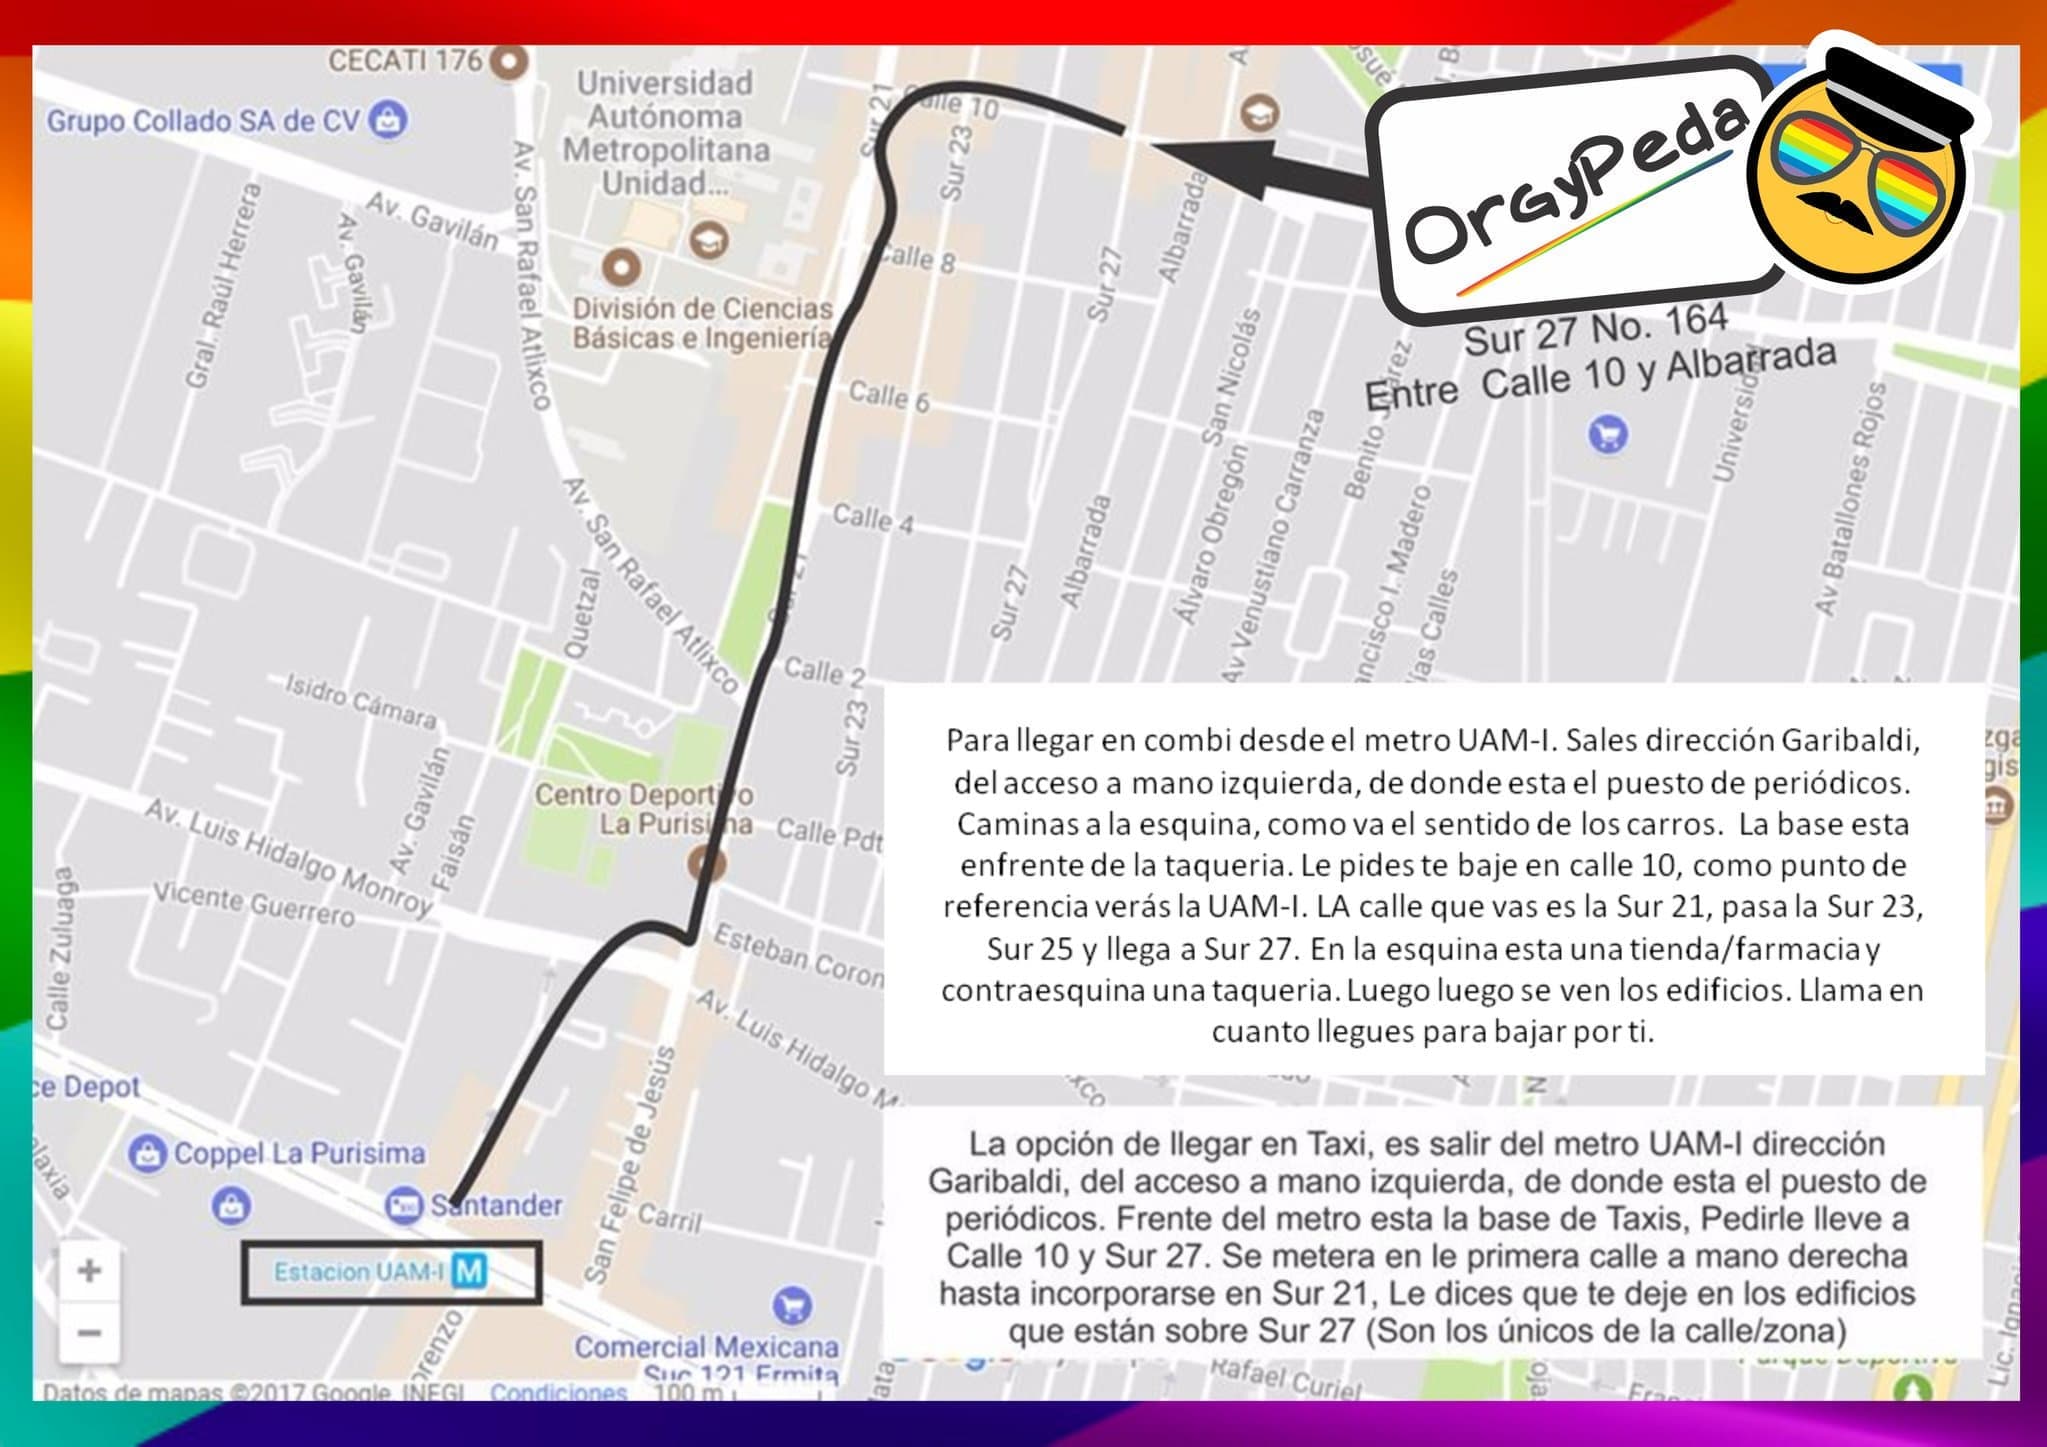 CECATI 176
Grupo Collado SA de CV
Universidad
Autónoma
Metropolitana
Unidad...
División de Ciencias
Básicas e Ingeniería
Av. Gavilán
Av. Gavilán
Gral. Raúl Herrera
Av. San Rafael Atlixco
Sur 21
Calle 10
Sur 23
Calle 8
Calle 6
Calle 4
Calle 2
Sur 27
Albarrada
OrGyPeda
Sur 27 No. 164
Entre Calle 10 y Albarrada
San Nicolás
Benito Juárez
Universidad
Av Batallones Rojos
Álvaro Obregón
Av Venustiano Carranza
Francisco I. Madero
Sur 27
Albarrada
Av. San Rafael Atlixco
Quetzal
Isidro Cámara
Av. Gavilán
Faisán
Sur 23
Centro Deportivo
La Purisima
Calle Pdt
Av. Luis Hidalgo Monroy
Vicente Guerrero
Calle Zuluaga
Esteban Coron
Av. Luis Hidalgo M
San Felipe de Jesús
Para llegar en combi desde el metro UAM-I. Sales dirección Garibaldi,
del acceso a mano izquierda, de donde esta el puesto de periódicos.
Caminas a la esquina, como va el sentido de los carros. La base esta
enfrente de la taqueria. Le pides te baje en calle 10, como punto de
referencia verás la UAM-I. LA calle que vas es la Sur 21, pasa la Sur 23,
Sur 25 y llega a Sur 27. En la esquina esta una tienda/farmacia y
contraesquina una taqueria. Luego luego se ven los edificios. Llama en
cuanto llegues para bajar por ti.
ce Depot
Coppel La Purisima
Santander
Carril
Estacion UAM-I M
Comercial Mexicana
Suc 121 Ermita
La opción de llegar en Taxi, es salir del metro UAM-I dirección
Garibaldi, del acceso a mano izquierda, de donde esta el puesto de
periódicos. Frente del metro esta la base de Taxis, Pedirle lleve a
Calle 10 y Sur 27. Se metera en le primera calle a mano derecha
hasta incorporarse en Sur 21, Le dices que te deje en los edificios
que están sobre Sur 27 (Son los únicos de la calle/zona)
Rafael Curiel
Datos de mapas ©2017 Google, INEGI Condiciones 100 m